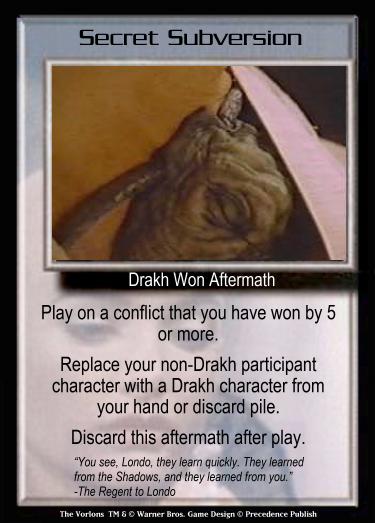 Secret Subversion
Drakh Won Aftermath
Play on a conflict that you have won by 5
or more.
Replace your non-Drakh participant
character with a Drakh character from
your hand or discard pile.
Discard this aftermath after play.
“You see, Londo, they learn quickly. They learned
from the Shadows, and they learned from you.”
-The Regent to Londo
The Vorlons TM & © Warner Bros. Game Design © Precedence Publish